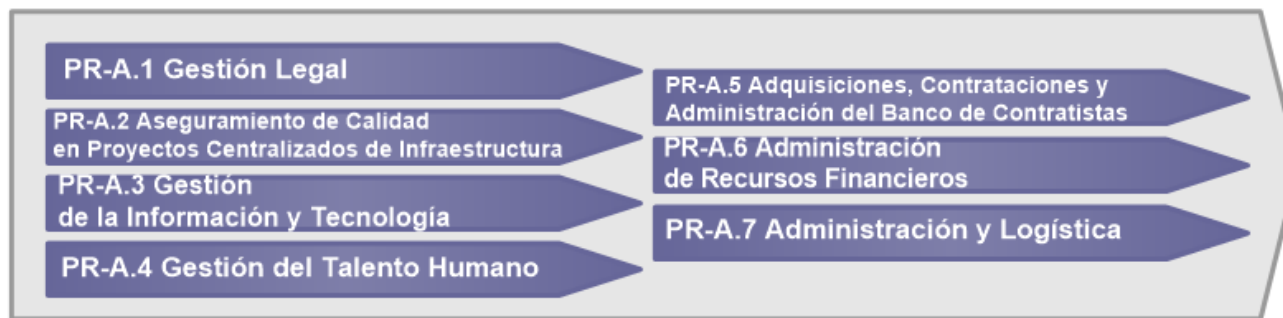 PR-A.1 Gestión Legal
PR-A.2 Aseguramiento de Calidad
en Proyectos Centralizados de Infraestructura
PR-A.3 Gestión
de la Información y Tecnología
PR-A.4 Gestión del Talento Humano
PR-A.5 Adquisiciones, Contrataciones y
Administración del Banco de Contratistas
PR-A.6 Administración
de Recursos Financieros
PR-A.7 Administración y Logística